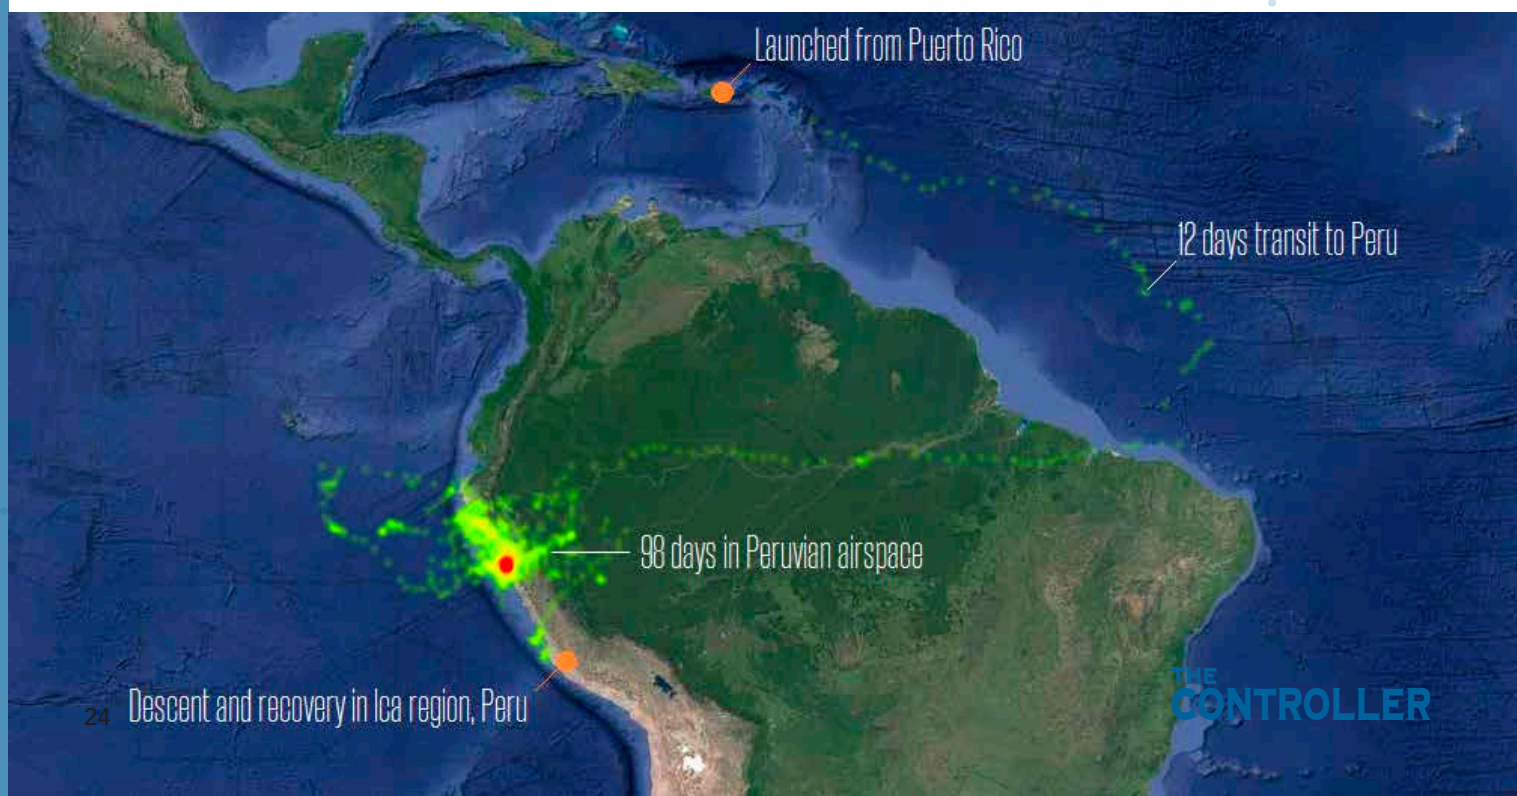 Launched from Puerto Rico
12 days transit to Peru
98 days in Peruvian airspace
Descent and recovery in Ica region, Peru
24
THE
CONTROLLER